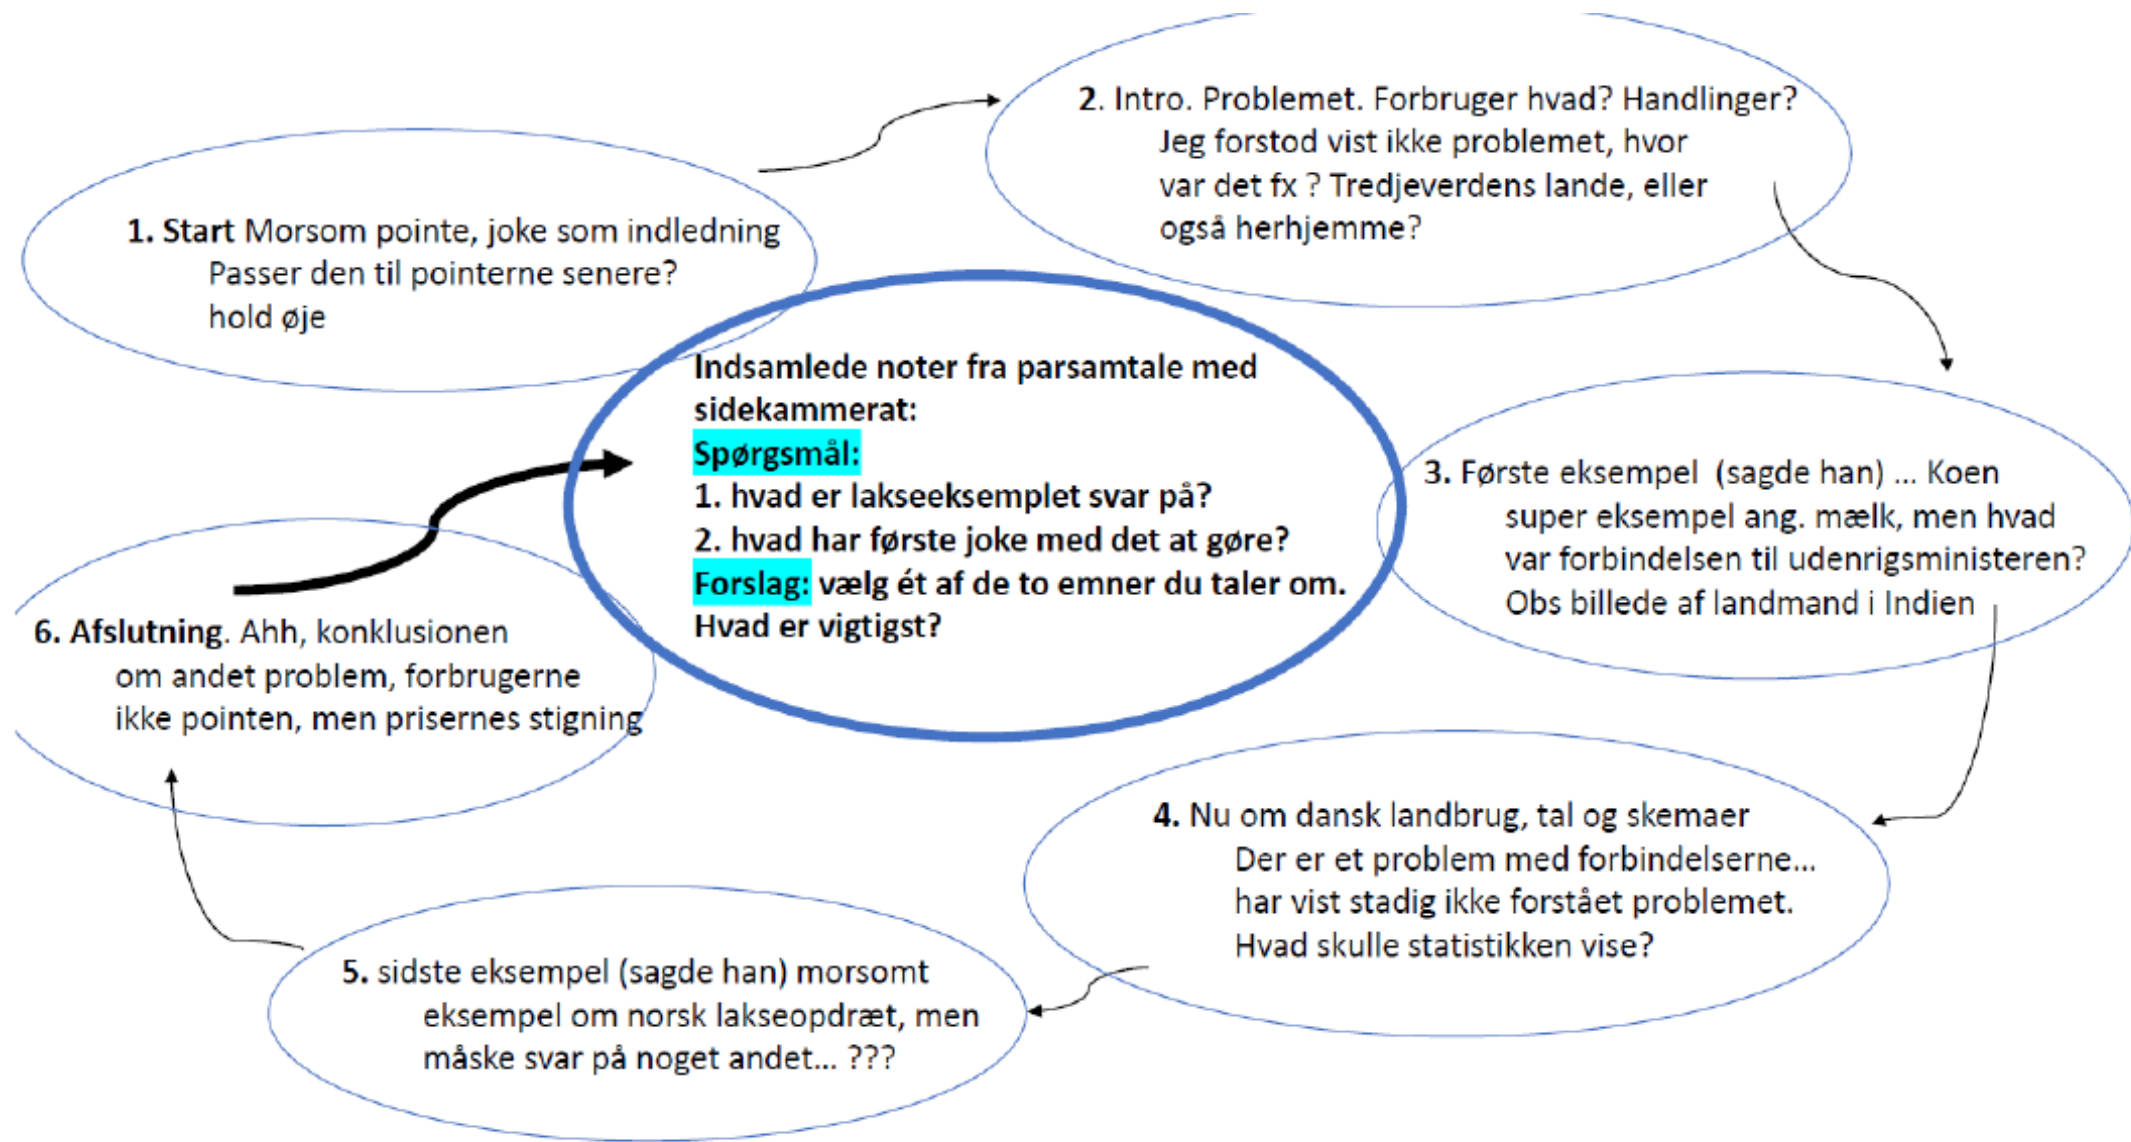 1. Start Morsom pointe, joke som indledning
Passer den til pointerne senere?
hold øje
2. Intro. Problemet. Forbruger hvad? Handlinger?
Jeg forstod vist ikke problemet, hvor
var det fx ? Tredjeverdens lande, eller
også herhjemme?
3. Første eksempel (sagde han) ... Koen
super eksempel ang. mælk, men hvad
var forbindelsen til udenrigsministeren?
Obs billede af landmand i Indien
4. Nu om dansk landbrug, tal og skemaer
Der er et problem med forbindelserne...
har vist stadig ikke forstået problemet.
Hvad skulle statistikken vise?
5. sidste eksempel (sagde han) morsomt
eksempel om norsk lakseopdræt, men
måske svar på noget andet... ???
6. Afslutning. Ahh, konklusionen
om andet problem, forbrugerne
ikke pointen, men prisernes stigning
Indsamlede noter fra parsamtale med
sidekammerat:
Spørgsmål:
1. hvad er lakseeksemplet svar på?
2. hvad har første joke med det at gøre?
Forslag: vælg ét af de to emner du taler om.
Hvad er vigtigst?